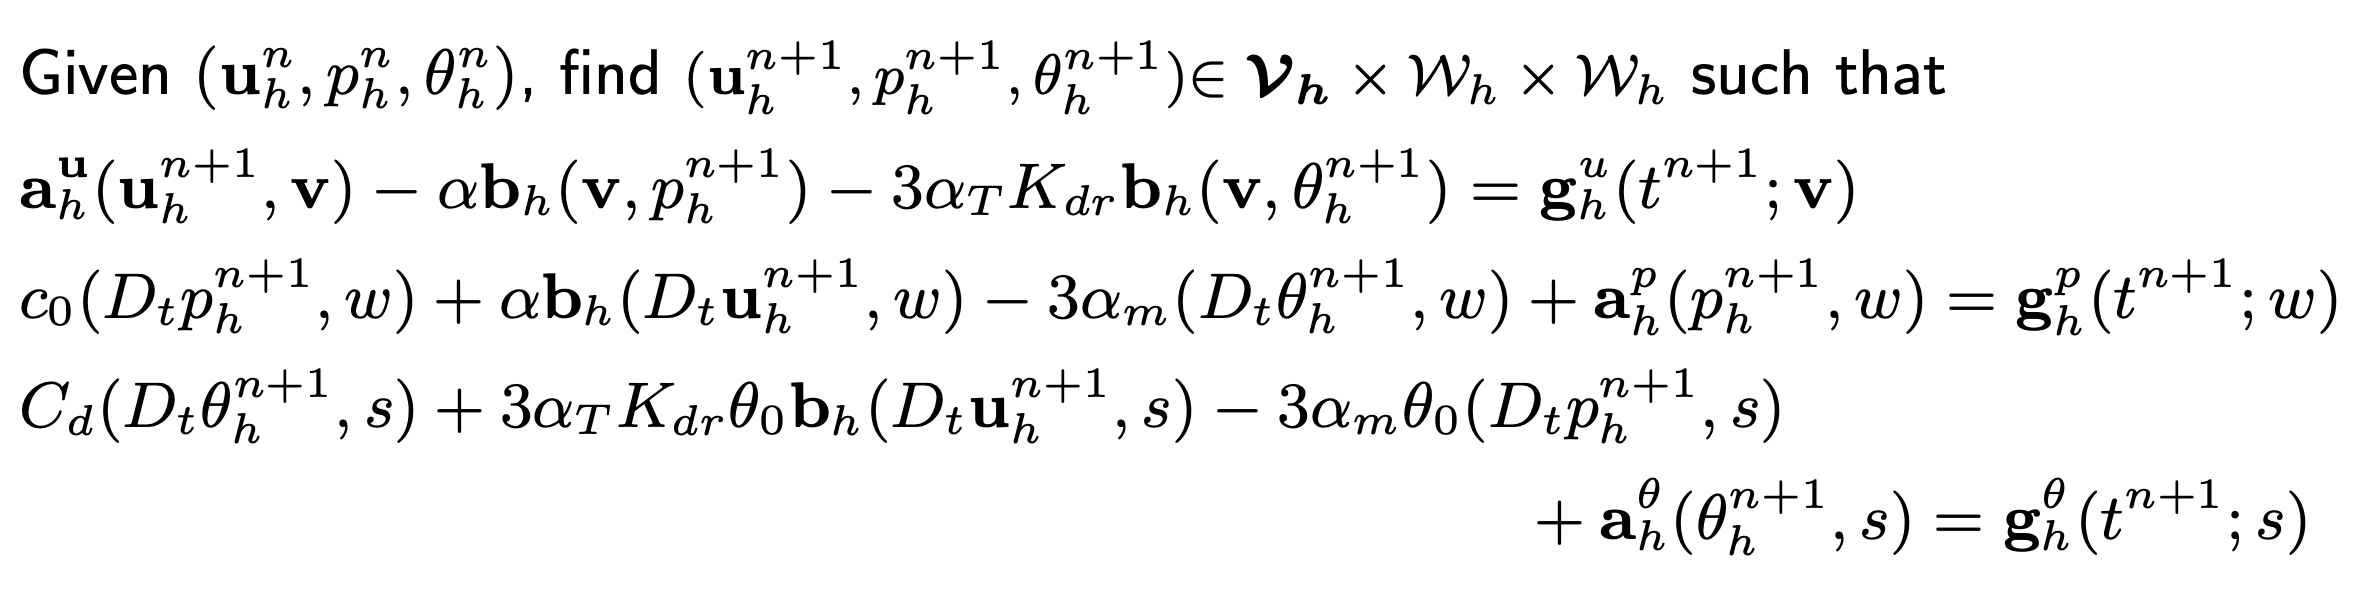 Given $(\mathbf{u}_h^n, p_h^n, \theta_h^n)$, find $(\mathbf{u}_h^{n+1}, p_h^{n+1}, \theta_h^{n+1}) \in \boldsymbol{\mathcal{V}_h} \times \mathcal{W}_h \times \mathcal{W}_h$ such that
$\mathbf{a}_h^{\mathbf{u}}(\mathbf{u}_h^{n+1}, \mathbf{v}) - \alpha \mathbf{b}_h(\mathbf{v}, p_h^{n+1}) - 3\alpha_T K_{dr} \mathbf{b}_h(\mathbf{v}, \theta_h^{n+1}) = \mathbf{g}_h^u(t^{n+1}; \mathbf{v})$
$c_0(D_t p_h^{n+1}, w) + \alpha \mathbf{b}_h(D_t \mathbf{u}_h^{n+1}, w) - 3\alpha_m(D_t \theta_h^{n+1}, w) + \mathbf{a}_h^p(p_h^{n+1}, w) = \mathbf{g}_h^p(t^{n+1}; w)$
$C_d(D_t \theta_h^{n+1}, s) + 3\alpha_T K_{dr} \theta_0 \mathbf{b}_h(D_t \mathbf{u}_h^{n+1}, s) - 3\alpha_m \theta_0 (D_t p_h^{n+1}, s)$
$+ \mathbf{a}_h^\theta(\theta_h^{n+1}, s) = \mathbf{g}_h^\theta(t^{n+1}; s)$